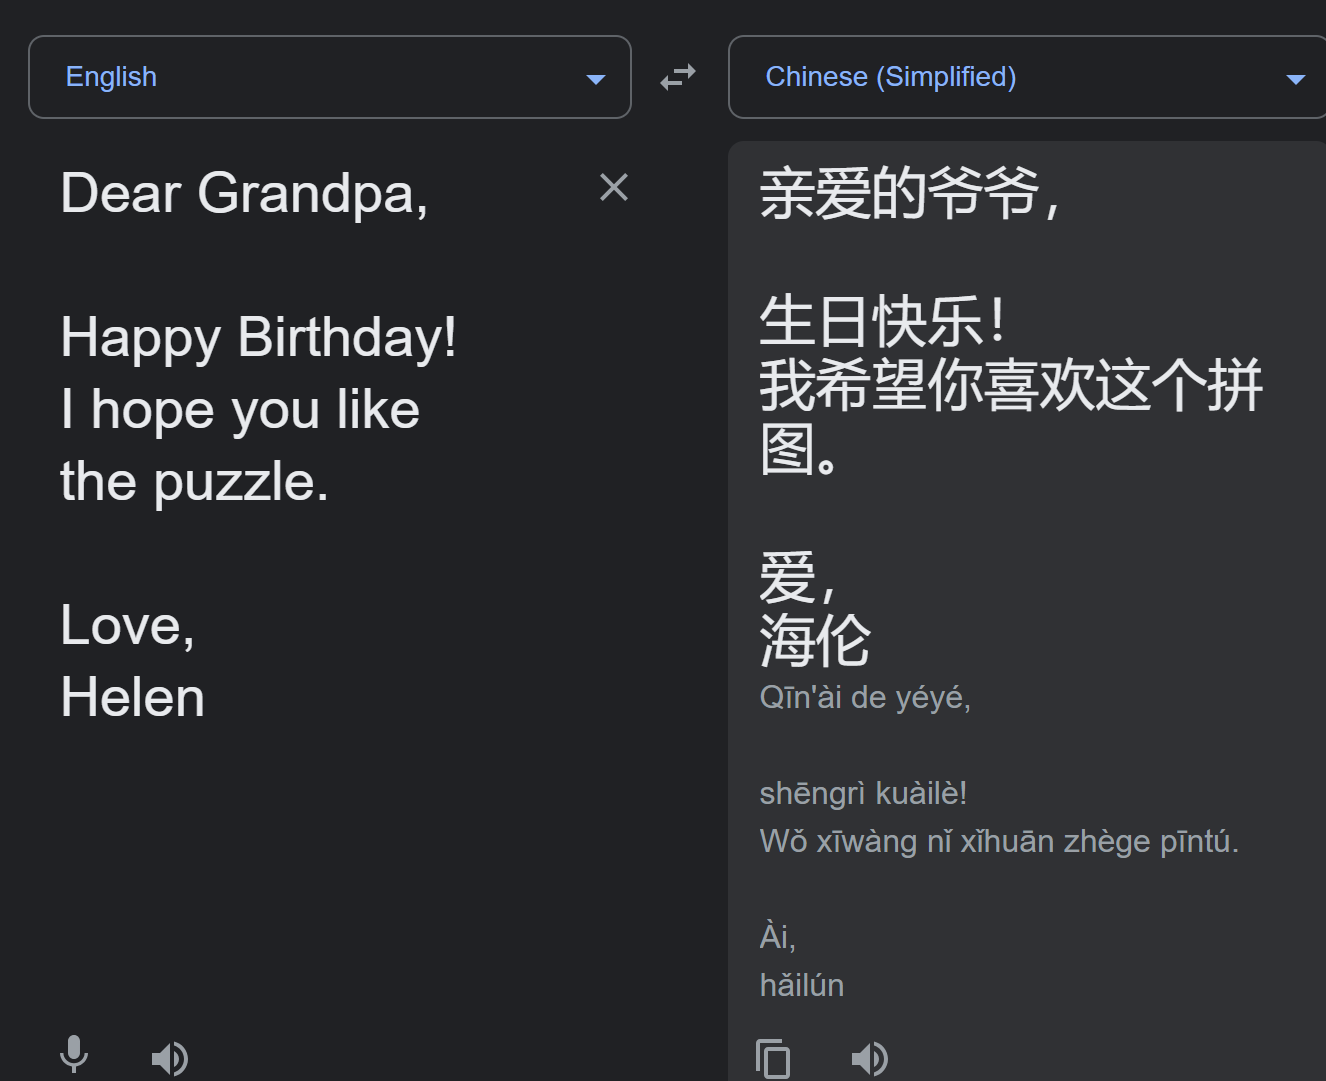 English
Chinese (Simplified)
Dear Grandpa,
Happy Birthday!
I hope you like
the puzzle.
Love,
Helen
亲爱的爷爷，
生日快乐！
我希望你喜欢这个拼
图。
爱，
海伦
Qīn'ài de yéyé,
shēngrì kuàilè!
Wǒ xīwàng nǐ xǐhuān zhège pīntú.
Ài,
hǎilún